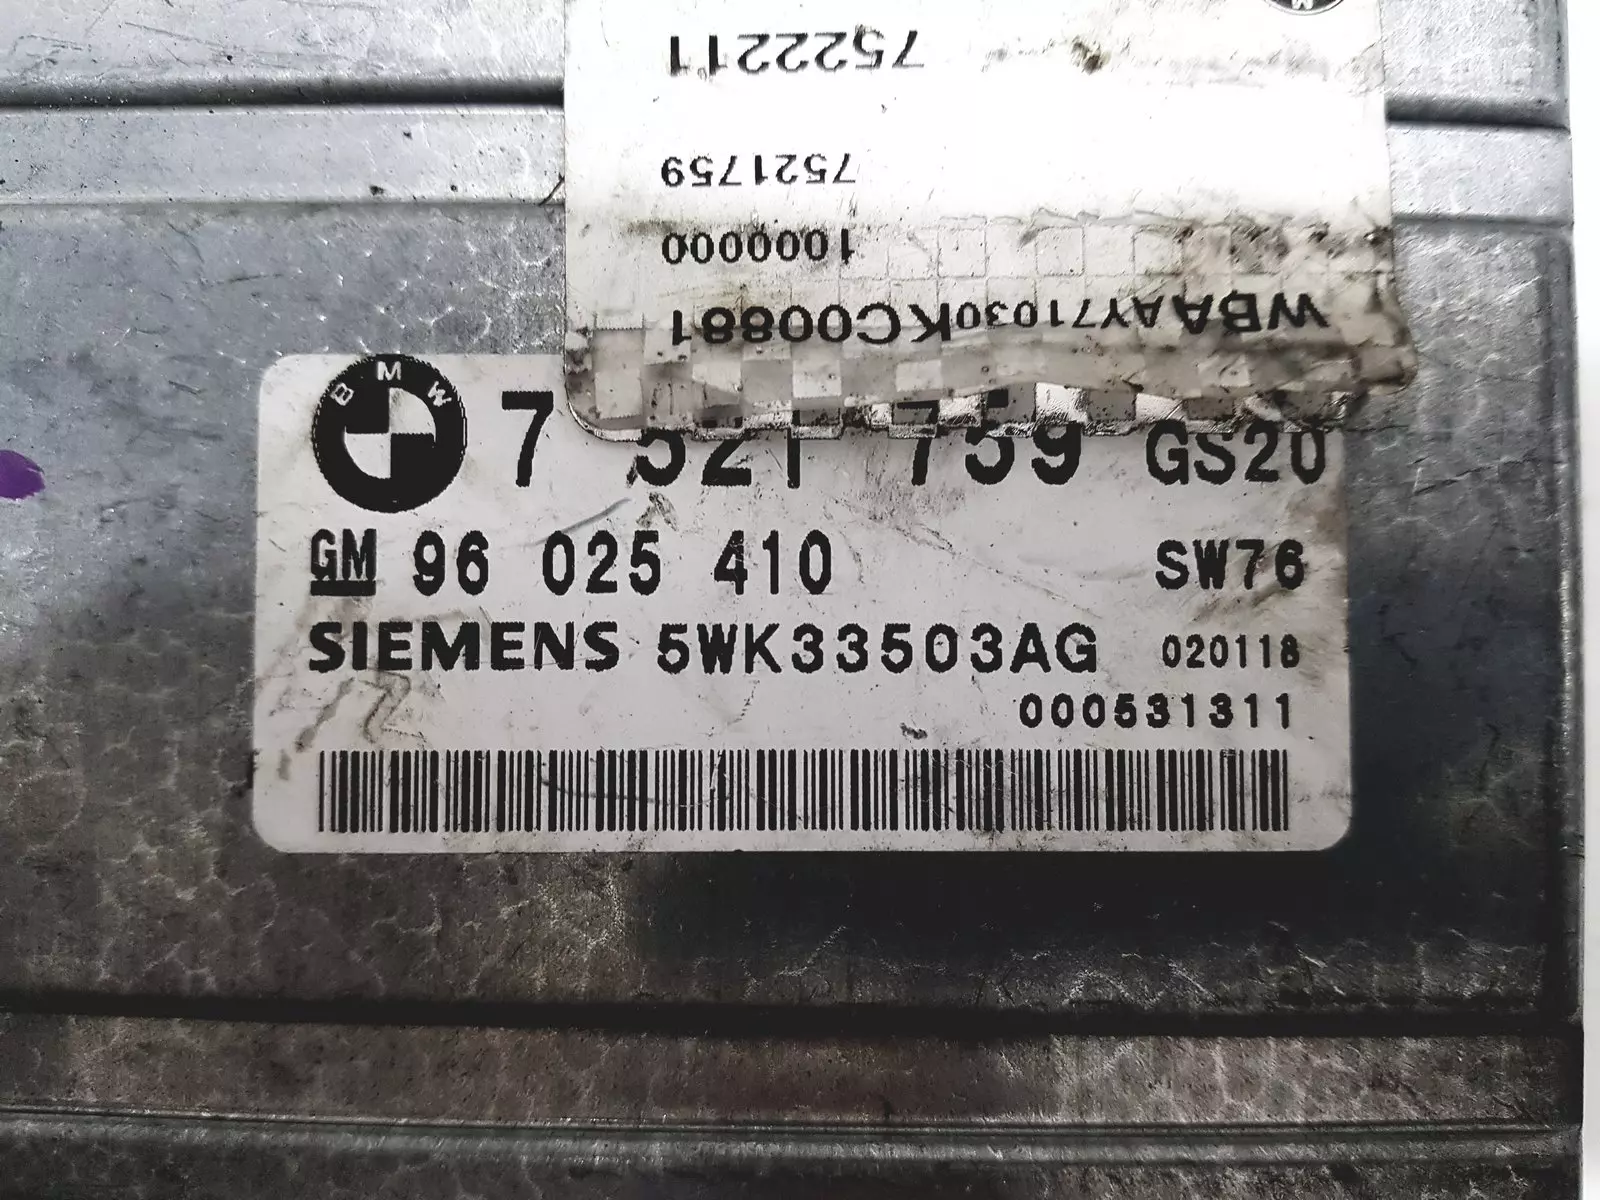 7522211
7521759
1000000
WBAAY71030KC00881
BMW
7 521 759 GS20
GM 96 025 410 SW76
SIEMENS 5WK33503AG 020118
000531311